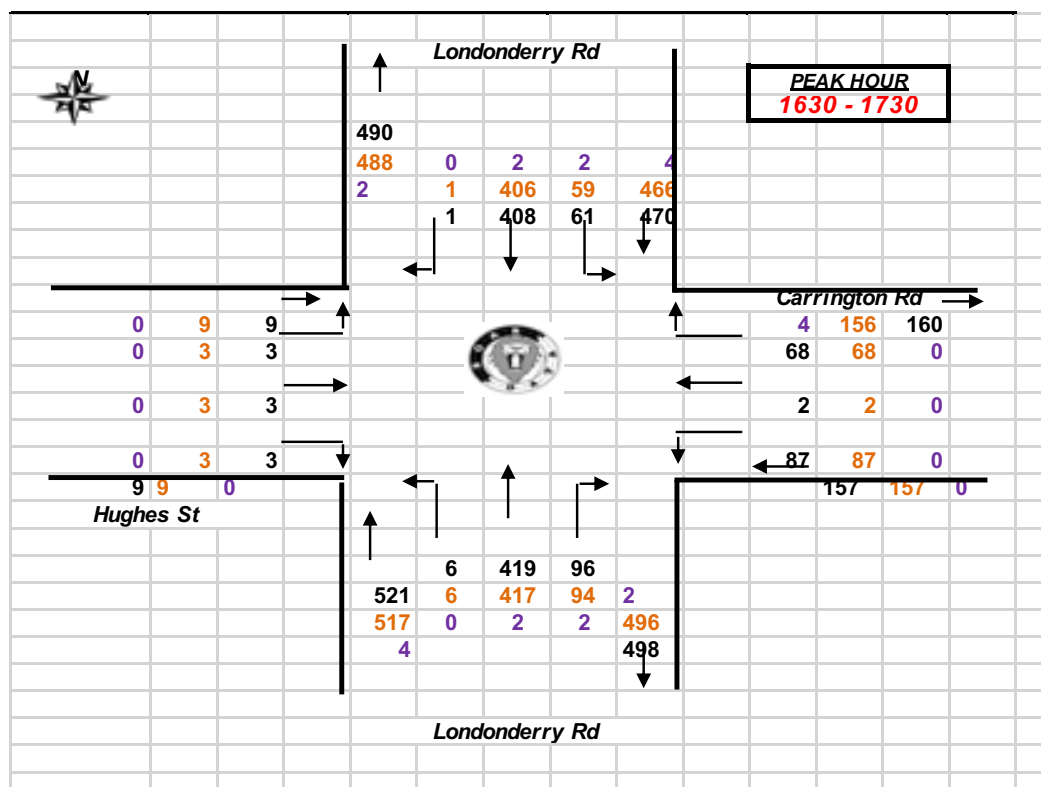 Londonderry Rd
N
PEAK HOUR
1630 - 1730
490
488 0 2 2 4
2 1 406 59 466
1 408 61 470
Carrington Rd
0 9 9 4 156 160
0 3 3 68 68 0
0 3 3 2 2 0
0 3 3 87 87 0
9 9 0 157 157 0
Hughes St
6 419 96
521 6 417 94 2
517 0 2 2 496
4 498
Londonderry Rd